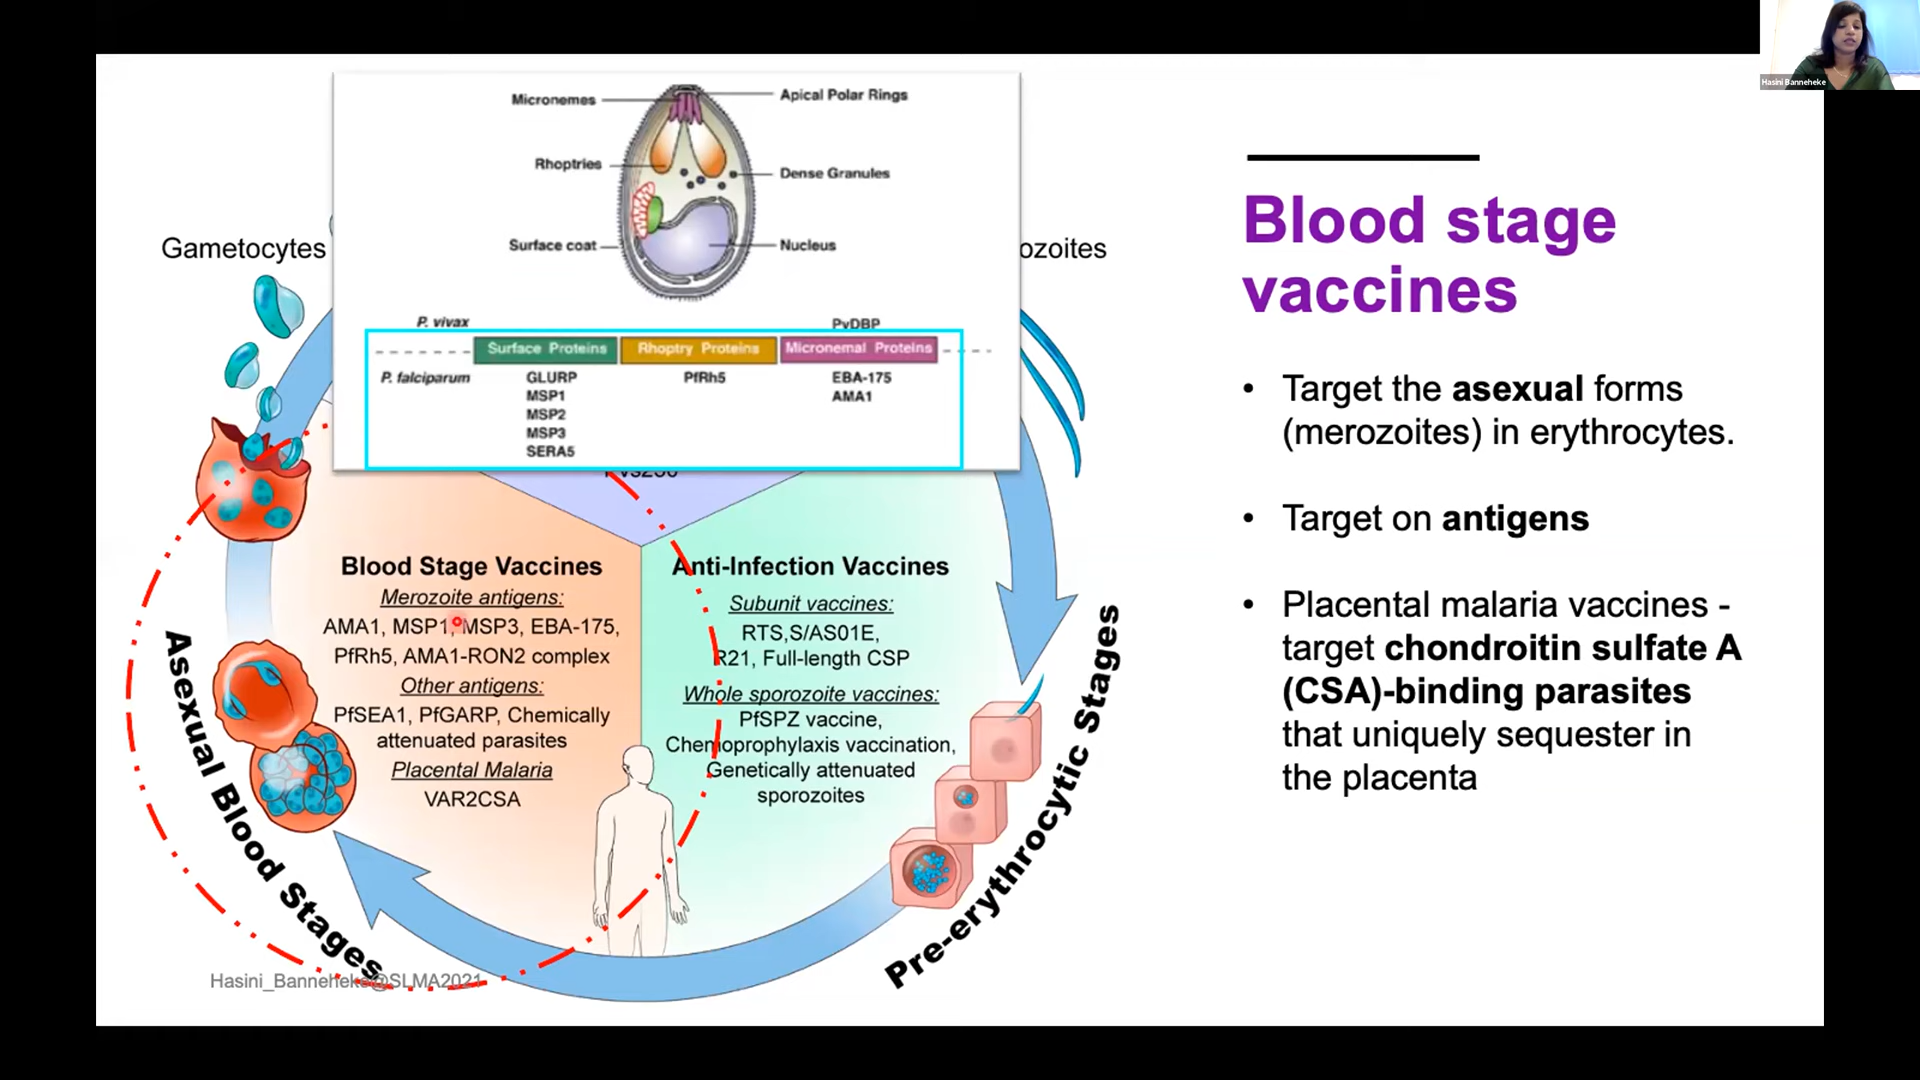 Hasini Banneheke
Micronemes
Apical Polar Rings
Rhoptries
Dense Granules
Surface coat
Nucleus
P. vivax
PvDBP
Surface Proteins
Rhoptry Proteins
Micronemal Proteins
P. falciparum
GLURP
PfRh5
EBA-175
MSP1
AMA1
MSP2
MSP3
SERA5
Gametocytes
ozoites
Blood Stage Vaccines
Merozoite antigens:
AMA1, MSP1, MSP3, EBA-175,
PfRh5, AMA1-RON2 complex
Other antigens:
PfSEA1, PfGARP, Chemically
attenuated parasites
Placental Malaria
VAR2CSA
Anti-Infection Vaccines
Subunit vaccines:
RTS,S/AS01E,
R21, Full-length CSP
Whole sporozoite vaccines:
PfSPZ vaccine,
Chemoprophylaxis vaccination,
Genetically attenuated
sporozoites
Asexual Blood Stages
Pre-erythrocytic Stages
Hasini_Banneheke@SLMA2021
Blood stage
vaccines
• Target the asexual forms
(merozoites) in erythrocytes.
• Target on antigens
• Placental malaria vaccines -
target chondroitin sulfate A
(CSA)-binding parasites
that uniquely sequester in
the placenta